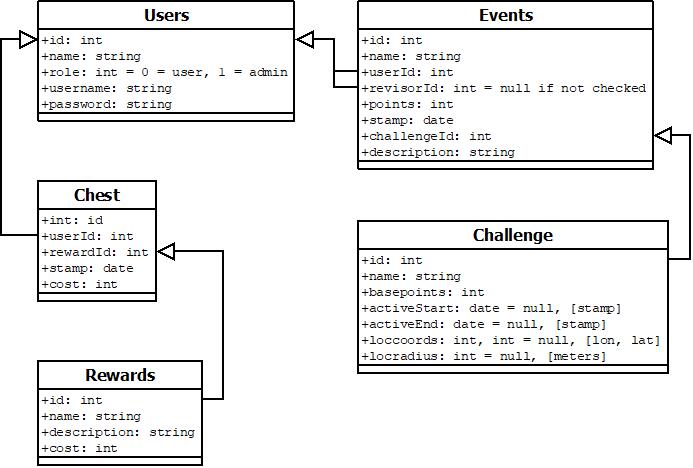 Users
+id: int
+name: string
+role: int = 0 = user, 1 = admin
+username: string
+password: string
Events
+id: int
+name: string
+userId: int
+revisorId: int = null if not checked
+points: int
+stamp: date
+challengeId: int
+description: string
Chest
+int: id
+userId: int
+rewardId: int
+stamp: date
+cost: int
Challenge
+id: int
+name: string
+basepoints: int
+activeStart: date = null, [stamp]
+activeEnd: date = null, [stamp]
+loccoords: int, int = null, [lon, lat]
+locradius: int = null, [meters]
Rewards
+id: int
+name: string
+description: string
+cost: int